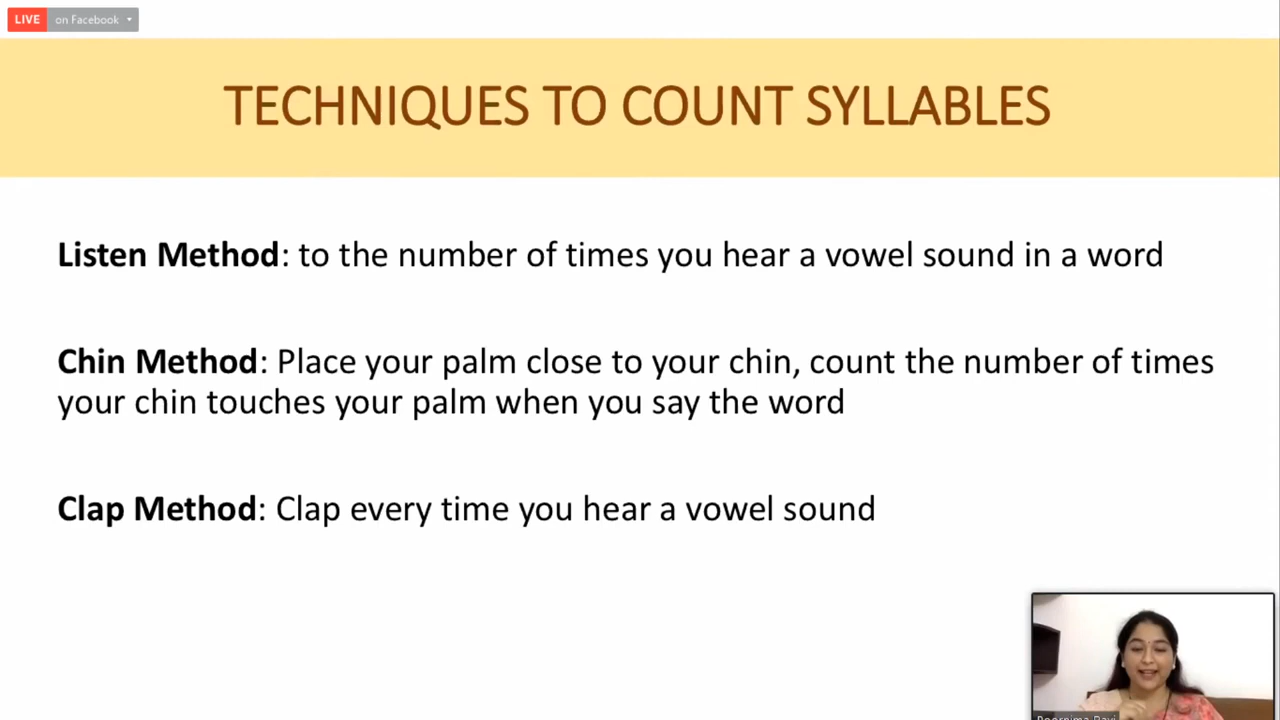 LIVE on Facebook
TECHNIQUES TO COUNT SYLLABLES
Listen Method: to the number of times you hear a vowel sound in a word
Chin Method: Place your palm close to your chin, count the number of times
your chin touches your palm when you say the word
Clap Method: Clap every time you hear a vowel sound
Poornima Ravi